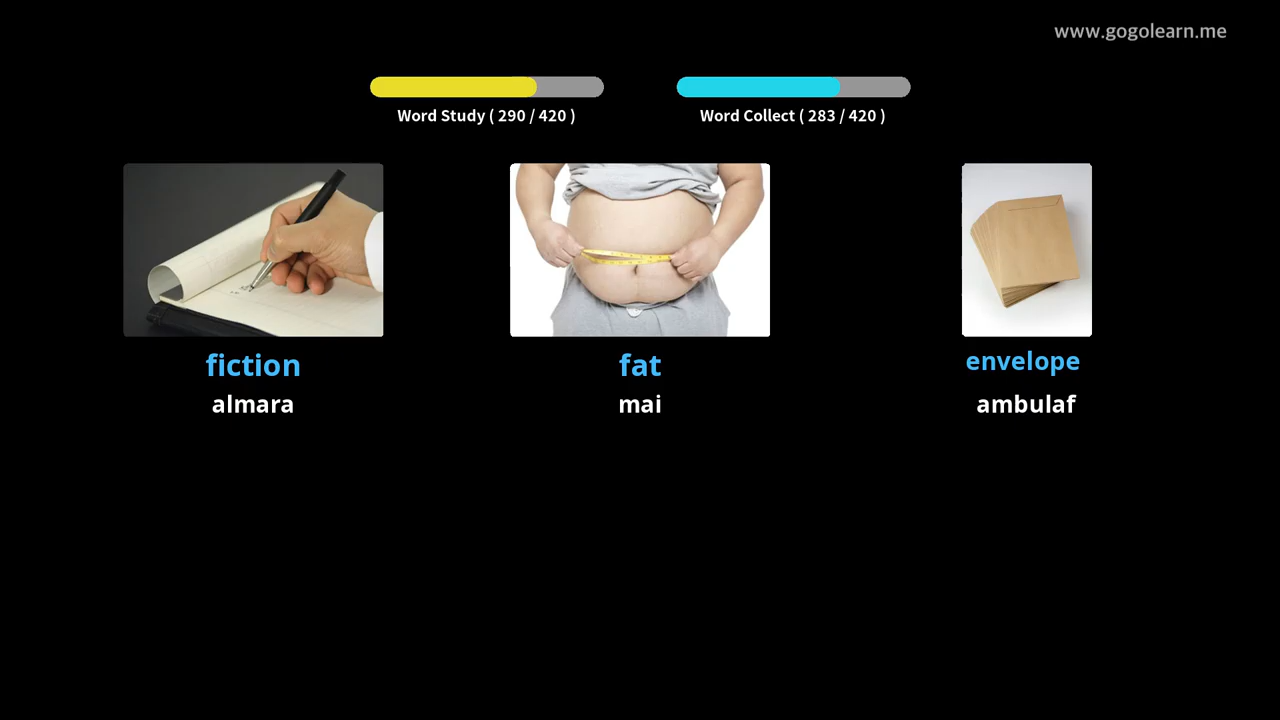 www.gogolearn.me
Word Study ( 290 / 420 )
Word Collect ( 283 / 420 )
fiction
almara
fat
mai
envelope
ambulaf